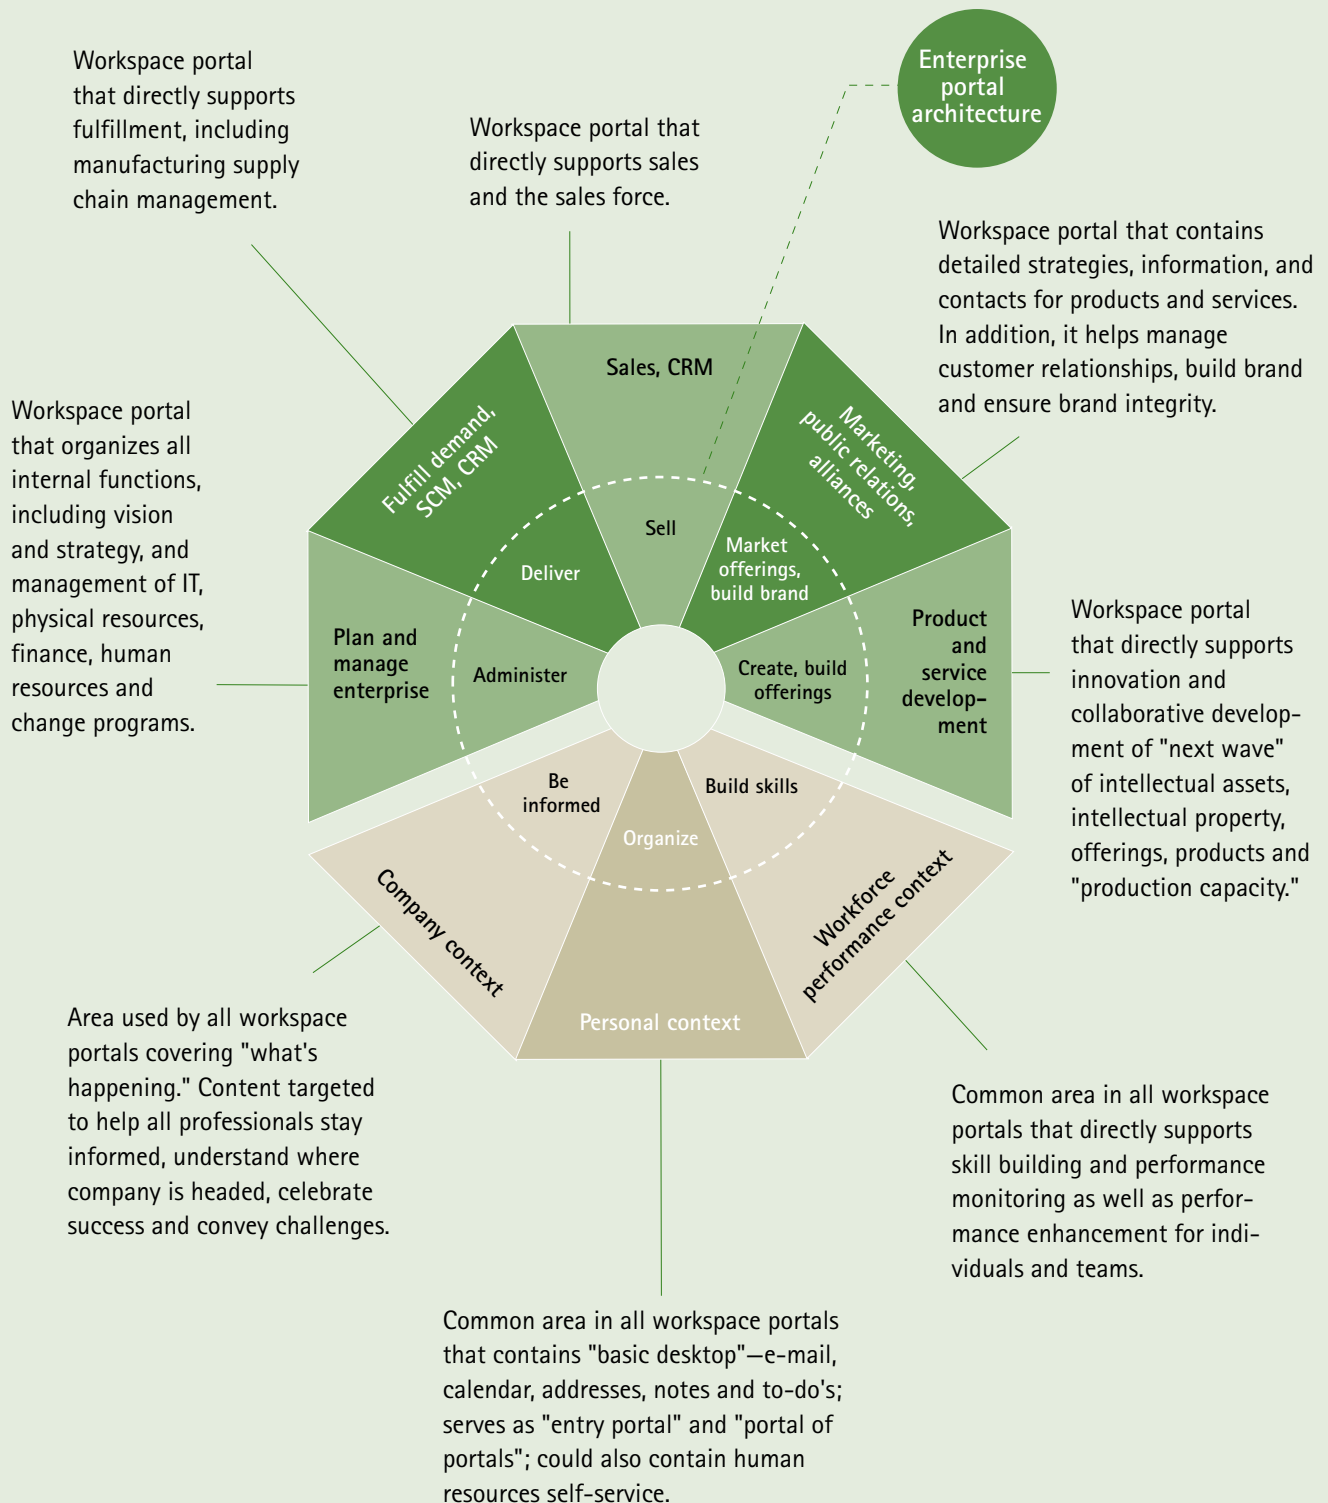 Enterprise
portal
architecture
Workspace portal
that directly supports
fulfillment, including
manufacturing supply
chain management.
Workspace portal that
directly supports sales
and the sales force.
Workspace portal that contains
detailed strategies, information, and
contacts for products and services.
In addition, it helps manage
customer relationships, build brand
and ensure brand integrity.
Workspace portal
that organizes all
internal functions,
including vision
and strategy, and
management of IT,
physical resources,
finance, human
resources and
change programs.
Sales, CRM
Fulfill demand,
SCM, CRM
Marketing,
public relations,
alliances
Sell
Deliver
Market
offerings,
build brand
Plan and
manage
enterprise
Administer
Create, build
offerings
Product
and
service
develop-
ment
Workspace portal
that directly supports
innovation and
collaborative develop-
ment of "next wave"
of intellectual assets,
intellectual property,
offerings, products and
"production capacity."
Be
informed
Organize
Build skills
Company context
Personal context
Workforce
performance context
Area used by all workspace
portals covering "what's
happening." Content targeted
to help all professionals stay
informed, understand where
company is headed, celebrate
success and convey challenges.
Common area in all workspace
portals that directly supports
skill building and performance
monitoring as well as perfor-
mance enhancement for indi-
viduals and teams.
Common area in all workspace portals
that contains "basic desktop"—e-mail,
calendar, addresses, notes and to-do's;
serves as "entry portal" and "portal of
portals"; could also contain human
resources self-service.